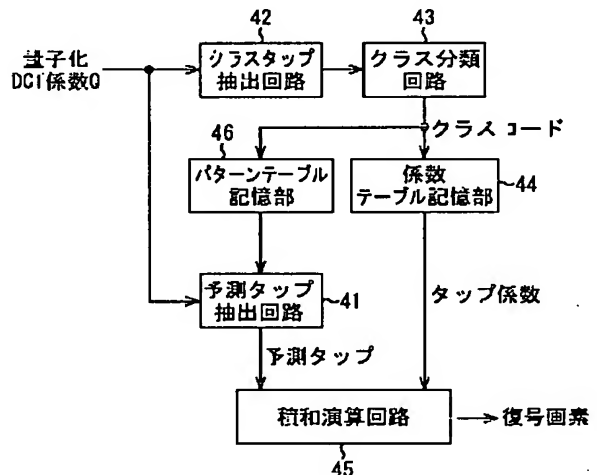 42
43
量子化
DCT係数Q
クラスタップ
抽出回路
クラス分類
回路
クラスコード
46
パターンテーブル
記憶部
係数
テーブル記憶部
44
予測タップ
抽出回路
41
タップ係数
予測タップ
積和演算回路
復号画素
45